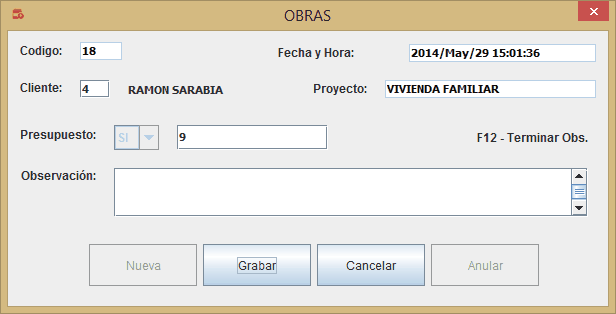 OBRAS
Codigo: 18 Fecha y Hora: 2014/May/29 15:01:36
Cliente: 4 RAMON SARABIA Proyecto: VIVIENDA FAMILIAR
Presupuesto: SI 9 F12 - Terminar Obs.
Observación:
Nueva Grabar Cancelar Anular